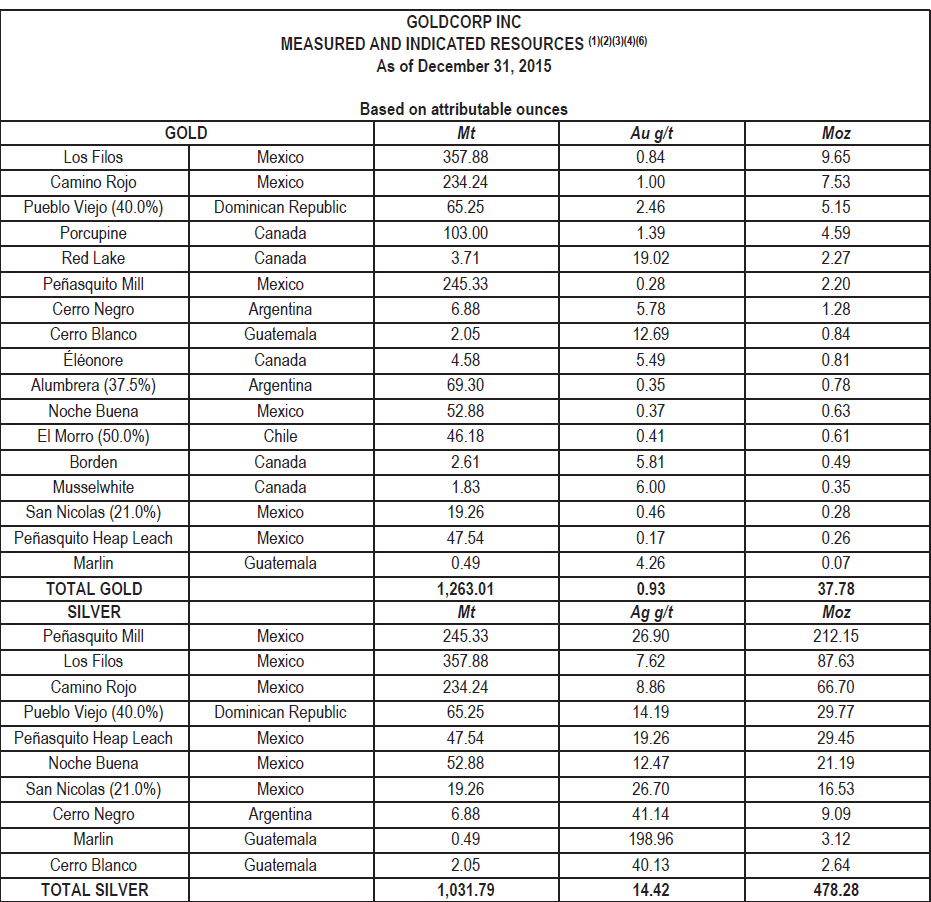 GOLDCORP INC
MEASURED AND INDICATED RESOURCES (1)(2)(3)(4)(6)
As of December 31, 2015
Based on attributable ounces
GOLD Mt Au g/t Moz
Los Filos Mexico 357.88 0.84 9.65
Camino Rojo Mexico 234.24 1.00 7.53
Pueblo Viejo (40.0%) Dominican Republic 65.25 2.46 5.15
Porcupine Canada 103.00 1.39 4.59
Red Lake Canada 3.71 19.02 2.27
Peñasquito Mill Mexico 245.33 0.28 2.20
Cerro Negro Argentina 6.88 5.78 1.28
Cerro Blanco Guatemala 2.05 12.69 0.84
Éléonore Canada 4.58 5.49 0.81
Alumbrera (37.5%) Argentina 69.30 0.35 0.78
Noche Buena Mexico 52.88 0.37 0.63
El Morro (50.0%) Chile 46.18 0.41 0.61
Borden Canada 2.61 5.81 0.49
Musselwhite Canada 1.83 6.00 0.35
San Nicolas (21.0%) Mexico 19.26 0.46 0.28
Peñasquito Heap Leach Mexico 47.54 0.17 0.26
Marlin Guatemala 0.49 4.26 0.07
TOTAL GOLD 1,263.01 0.93 37.78
SILVER Mt Ag g/t Moz
Peñasquito Mill Mexico 245.33 26.90 212.15
Los Filos Mexico 357.88 7.62 87.63
Camino Rojo Mexico 234.24 8.86 66.70
Pueblo Viejo (40.0%) Dominican Republic 65.25 14.19 29.77
Peñasquito Heap Leach Mexico 47.54 19.26 29.45
Noche Buena Mexico 52.88 12.47 21.19
San Nicolas (21.0%) Mexico 19.26 26.70 16.53
Cerro Negro Argentina 6.88 41.14 9.09
Marlin Guatemala 0.49 198.96 3.12
Cerro Blanco Guatemala 2.05 40.13 2.64
TOTAL SILVER 1,031.79 14.42 478.28